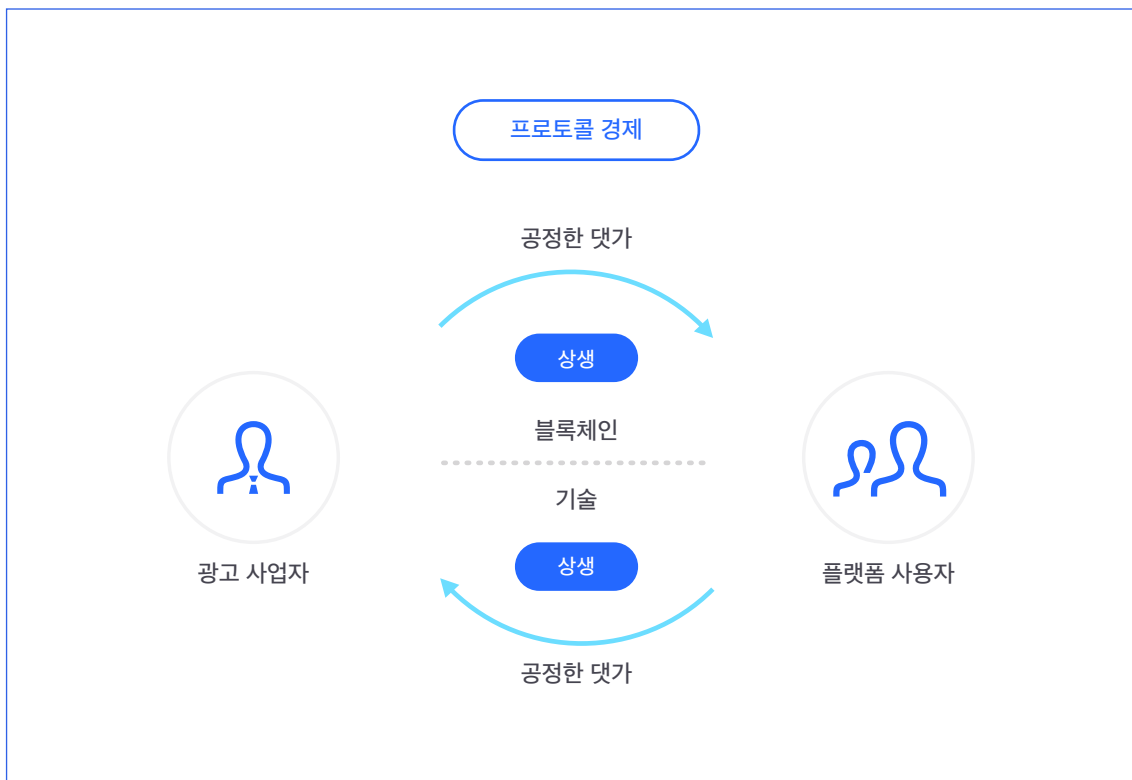 프로토콜 경제
공정한 댓가
상생
블록체인
기술
상생
광고 사업자
플랫폼 사용자
공정한 댓가